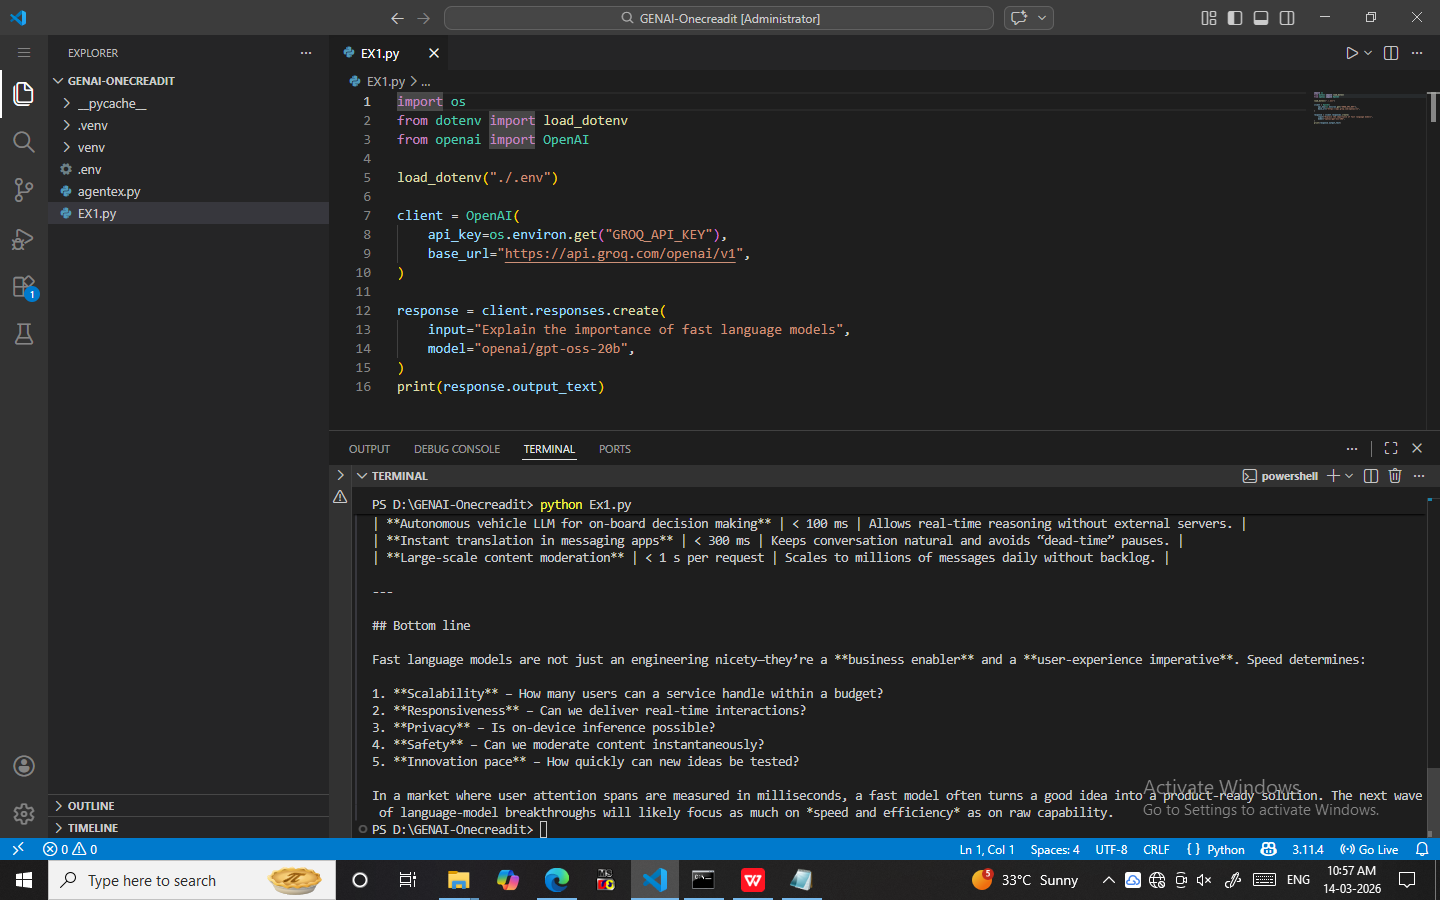 GENAI-Onecreadit [Administrator]
EXPLORER
GENAI-ONECREADIT
__pycache__
.venv
venv
.env
agentex.py
EX1.py
OUTLINE
TIMELINE
1
EX1.py
EX1.py > ...
1 import os
2 from dotenv import load_dotenv
3 from openai import OpenAI
4
5 load_dotenv("./.env")
6
7 client = OpenAI(
8 api_key=os.environ.get("GROQ_API_KEY"),
9 base_url="https://api.groq.com/openai/v1",
10 )
11
12 response = client.responses.create(
13 input="Explain the importance of fast language models",
14 model="openai/gpt-oss-20b",
15 )
16 print(response.output_text)
OUTPUT DEBUG CONSOLE TERMINAL PORTS
TERMINAL
powershell
PS D:\GENAI-Onecreadit> python Ex1.py
| **Autonomous vehicle LLM for on-board decision making** | < 100 ms | Allows real-time reasoning without external servers. |
| **Instant translation in messaging apps** | < 300 ms | Keeps conversation natural and avoids “dead-time” pauses. |
| **Large-scale content moderation** | < 1 s per request | Scales to millions of messages daily without backlog. |
---
## Bottom line
Fast language models are not just an engineering nicety—they’re a **business enabler** and a **user-experience imperative**. Speed determines:
1. **Scalability** – How many users can a service handle within a budget?
2. **Responsiveness** – Can we deliver real-time interactions?
3. **Privacy** – Is on-device inference possible?
4. **Safety** – Can we moderate content instantaneously?
5. **Innovation pace** – How quickly can new ideas be tested?
In a market where user attention spans are measured in milliseconds, a fast model often turns a good idea into a product-ready solution. The next wave
of language-model breakthroughs will likely focus as much on *speed and efficiency* as on raw capability.
PS D:\GENAI-Onecreadit>
Activate Windows
Go to Settings to activate Windows.
0 0
Ln 1, Col 1 Spaces: 4 UTF-8 CRLF { } Python 3.11.4 Go Live
Type here to search
5
33°C Sunny
ENG
10:57 AM
14-03-2026